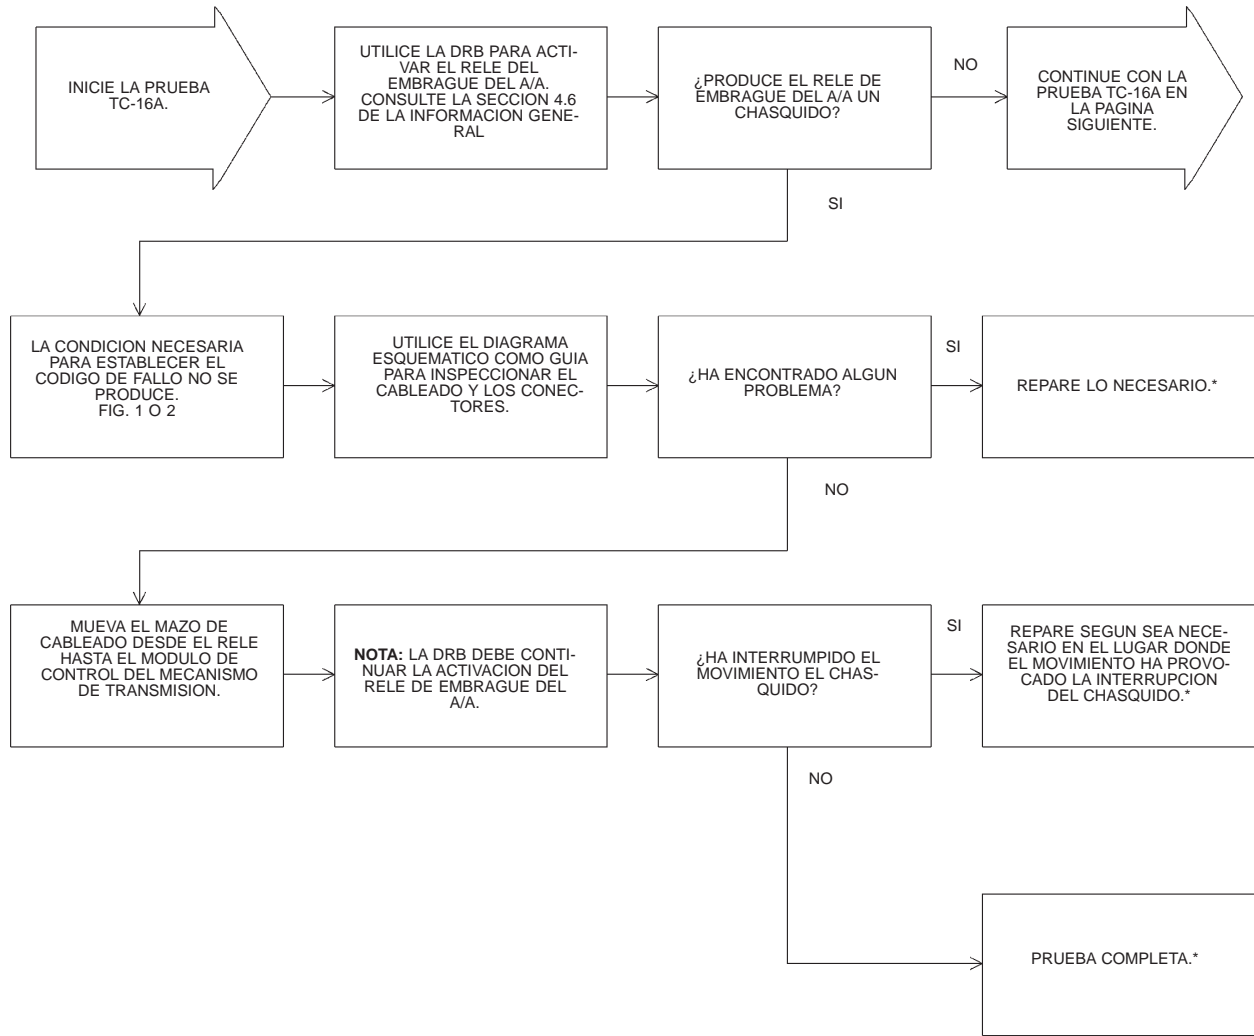 INICIE LA PRUEBA
TC-16A.
UTILICE LA DRB PARA ACTI-
VAR EL RELE DEL
EMBRAGUE DEL A/A.
CONSULTE LA SECCION 4.6
DE LA INFORMACION GENE-
RAL
¿PRODUCE EL RELE DE
EMBRAGUE DEL A/A UN
CHASQUIDO?
NO
CONTINUE CON LA
PRUEBA TC-16A EN
LA PAGINA
SIGUIENTE.
SI
LA CONDICION NECESARIA
PARA ESTABLECER EL
CODIGO DE FALLO NO SE
PRODUCE.
FIG. 1 O 2
UTILICE EL DIAGRAMA
ESQUEMATICO COMO GUIA
PARA INSPECCIONAR EL
CABLEADO Y LOS CONEC-
TORES.
¿HA ENCONTRADO ALGUN
PROBLEMA?
SI
REPARE LO NECESARIO.*
NO
MUEVA EL MAZO DE
CABLEADO DESDE EL RELE
HASTA EL MODULO DE
CONTROL DEL MECANISMO
DE TRANSMISION.
NOTA: LA DRB DEBE CONTI-
NUAR LA ACTIVACION DEL
RELE DE EMBRAGUE DEL
A/A.
¿HA INTERRUMPIDO EL
MOVIMIENTO EL CHAS-
QUIDO?
SI
REPARE SEGUN SEA NECE-
SARIO EN EL LUGAR DONDE
EL MOVIMIENTO HA PROVO-
CADO LA INTERRUPCION
DEL CHASQUIDO.*
NO
PRUEBA COMPLETA.*